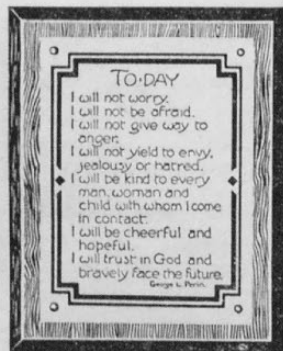 TO·DAY
I will not worry.
I will not be afraid.
I will not give way to
anger.
I will not yield to envy,
jealousy or hatred.
I will be kind to every
man, woman and
child with whom I come
in contact.
I will be cheerful and
hopeful.
I will trust in God and
bravely face the future.
George L. Perin.